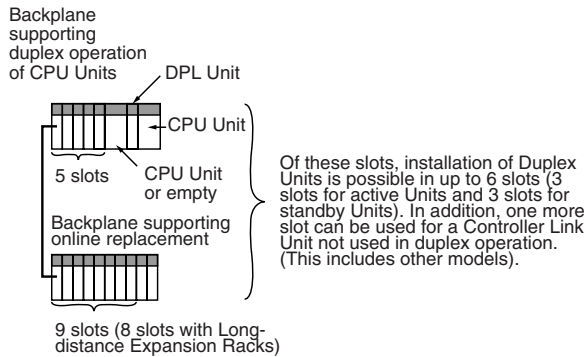 Backplane
supporting
duplex operation
of CPU Units
DPL Unit
CPU Unit
5 slots
CPU Unit
or empty
Backplane supporting
online replacement
9 slots (8 slots with Long-
distance Expansion Racks)
Of these slots, installation of Duplex
Units is possible in up to 6 slots (3
slots for active Units and 3 slots for
standby Units). In addition, one more
slot can be used for a Controller Link
Unit not used in duplex operation.
(This includes other models).